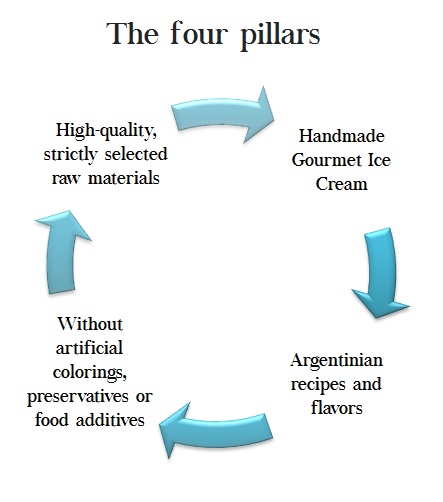 The four pillars
High-quality,
strictly selected
raw materials
Handmade
Gourmet Ice
Cream
Argentinian
recipes and
flavors
Without
artificial
colorings,
preservatives or
food additives